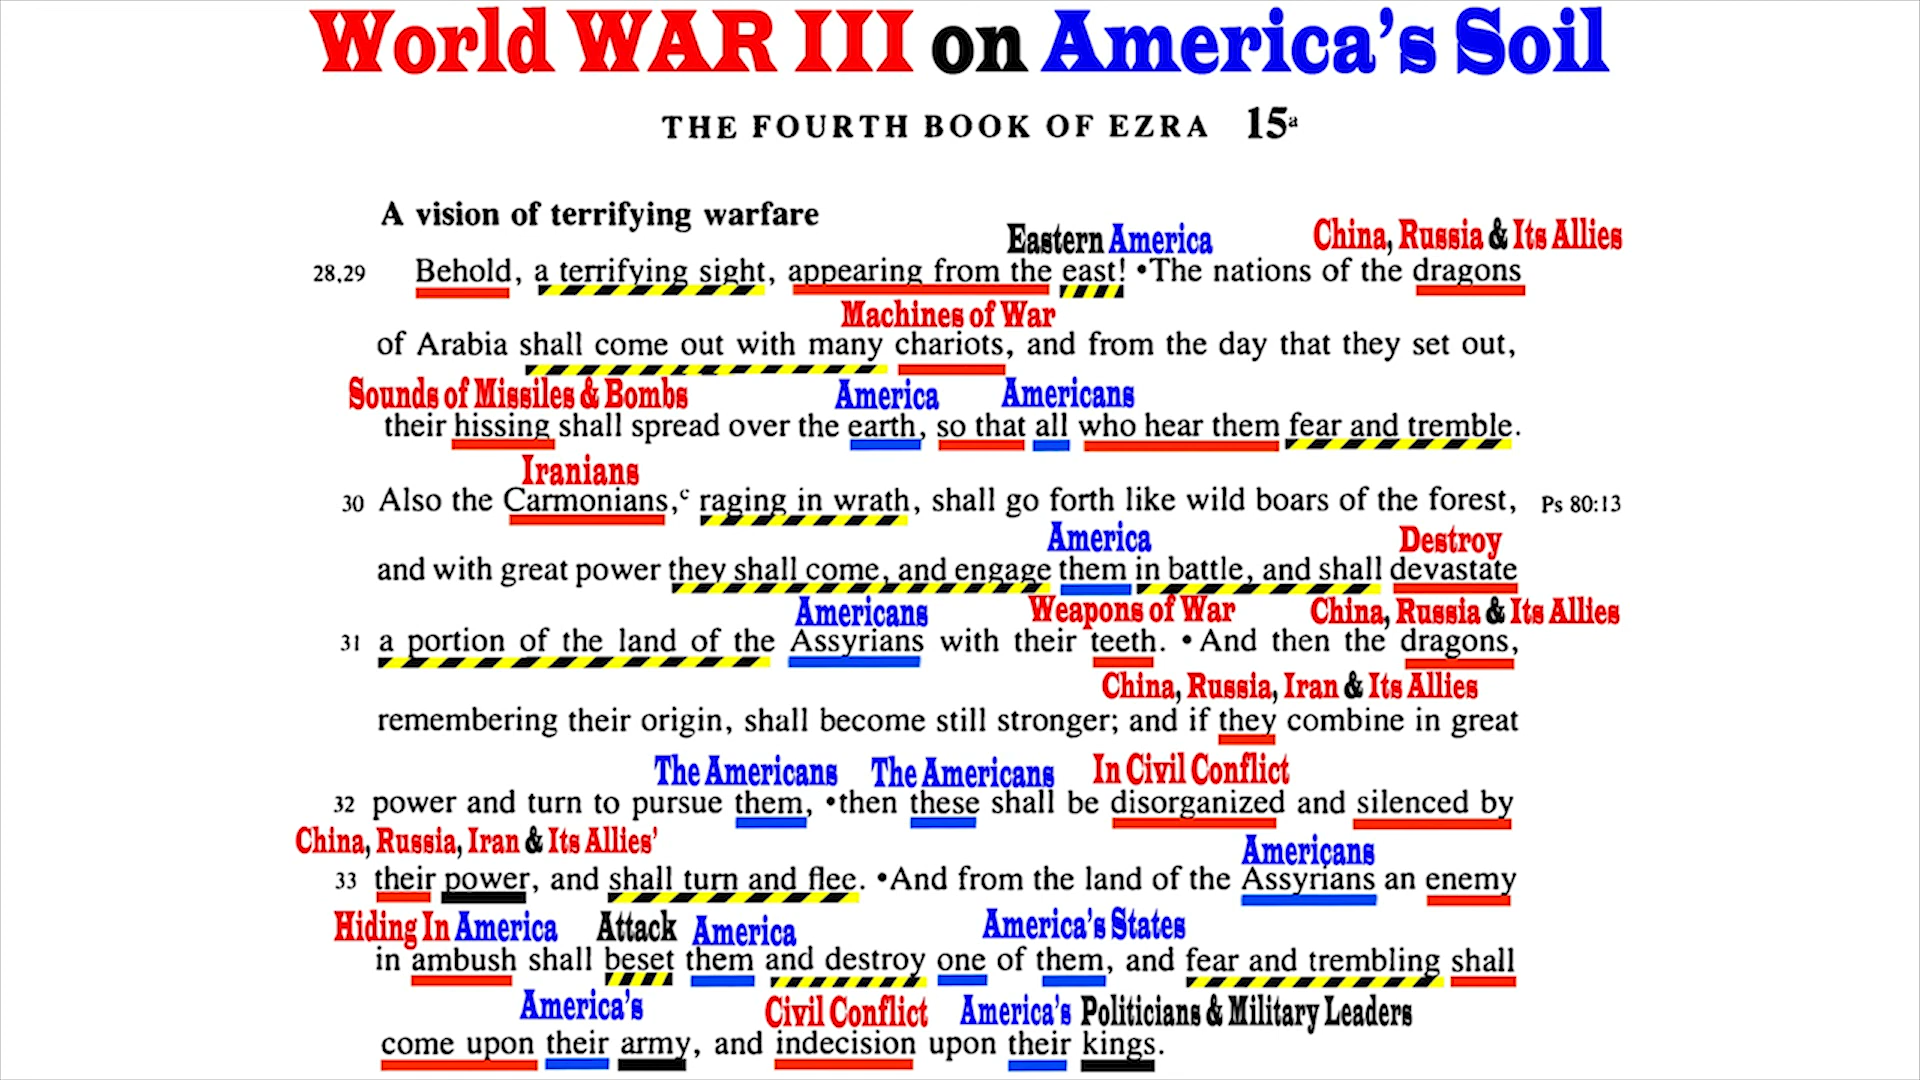 World WAR III on America's Soil
THE FOURTH BOOK OF EZRA 15ᵃ
A vision of terrifying warfare
Eastern America China, Russia & Its Allies
28,29 Behold, a terrifying sight, appearing from the east! •The nations of the dragons
Machines of War
of Arabia shall come out with many chariots, and from the day that they set out,
Sounds of Missiles & Bombs America Americans
their hissing shall spread over the earth, so that all who hear them fear and tremble.
Iranians
30 Also the Carmonians,ᶜ raging in wrath, shall go forth like wild boars of the forest, Ps 80:13
America Destroy
and with great power they shall come, and engage them in battle, and shall devastate
Americans Weapons of War China, Russia & Its Allies
31 a portion of the land of the Assyrians with their teeth. •And then the dragons,
China, Russia, Iran & Its Allies
remembering their origin, shall become still stronger; and if they combine in great
The Americans The Americans In Civil Conflict
32 power and turn to pursue them, •then these shall be disorganized and silenced by
China, Russia, Iran & Its Allies' Americans
33 their power, and shall turn and flee. •And from the land of the Assyrians an enemy
Hiding In America Attack America America's States
in ambush shall beset them and destroy one of them, and fear and trembling shall
America's Civil Conflict America's Politicians & Military Leaders
come upon their army, and indecision upon their kings.